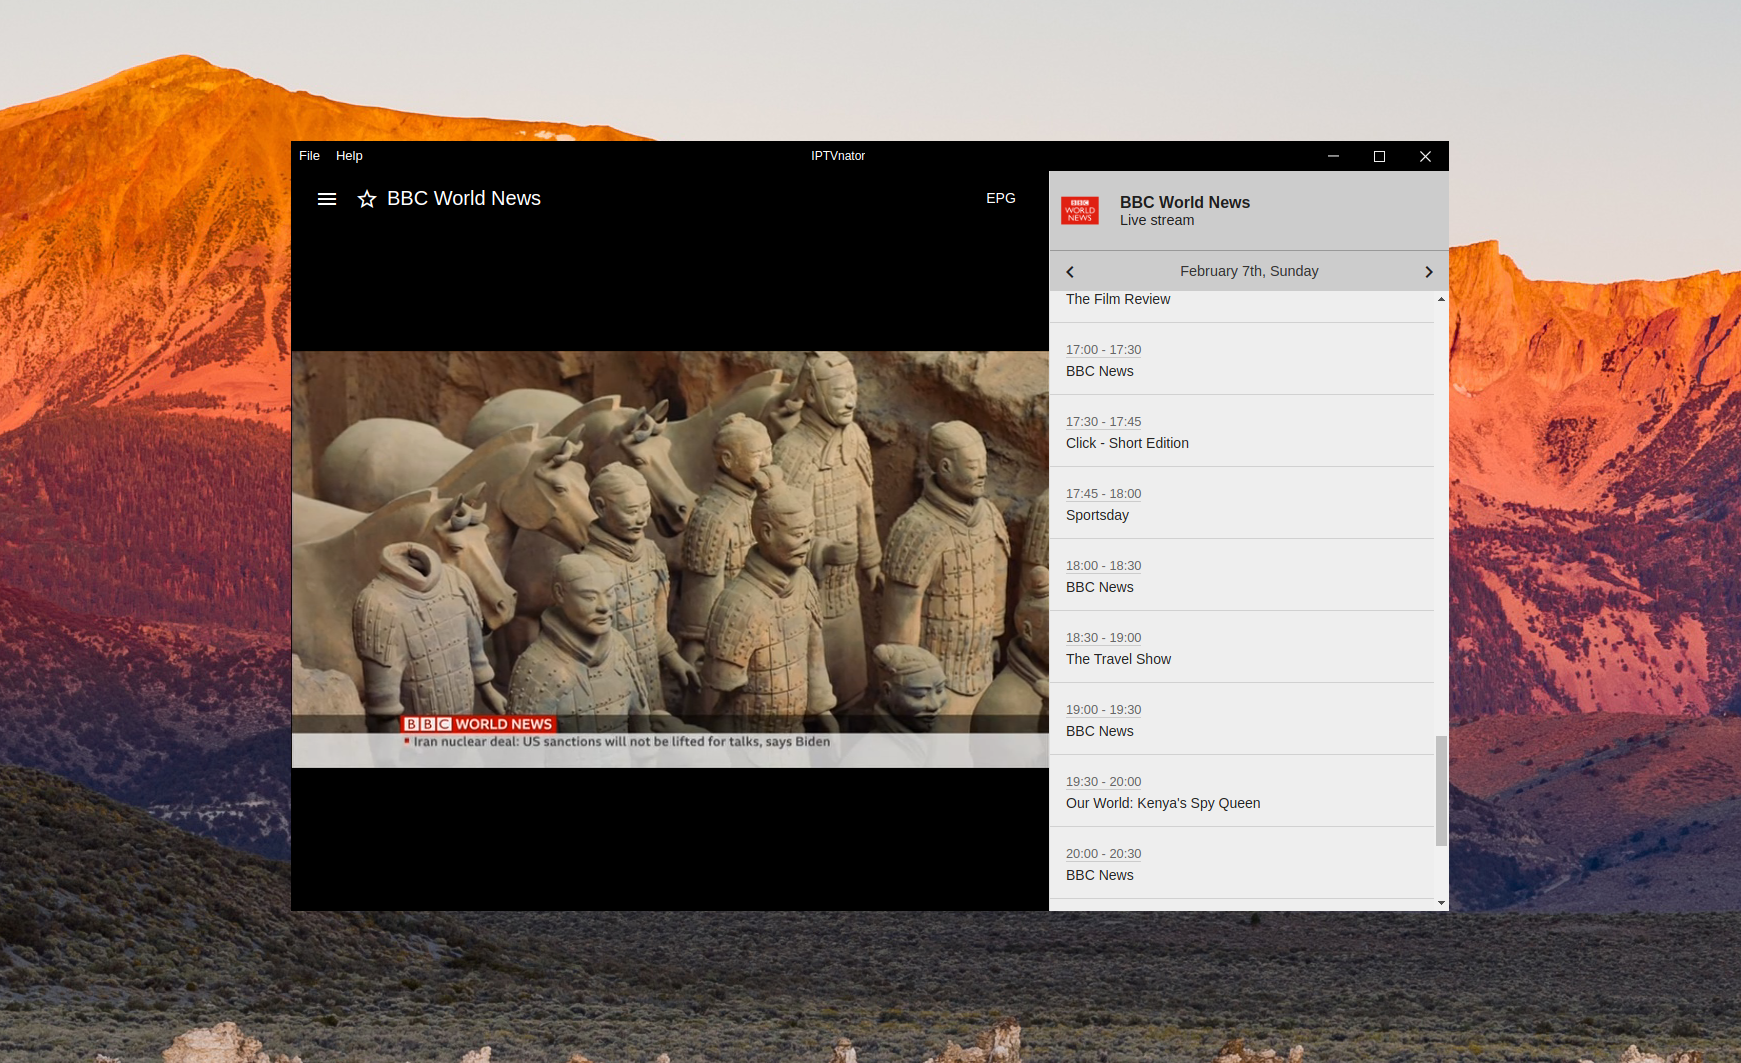 File Help IPTVnator
BBC World News EPG
BBC WORLD NEWS
BBC World News
Live stream
February 7th, Sunday
The Film Review
17:00 - 17:30
BBC News
17:30 - 17:45
Click - Short Edition
17:45 - 18:00
Sportsday
18:00 - 18:30
BBC News
18:30 - 19:00
The Travel Show
19:00 - 19:30
BBC News
19:30 - 20:00
Our World: Kenya's Spy Queen
20:00 - 20:30
BBC News
BBC WORLD NEWS
Iran nuclear deal: US sanctions will not be lifted for talks, says Biden